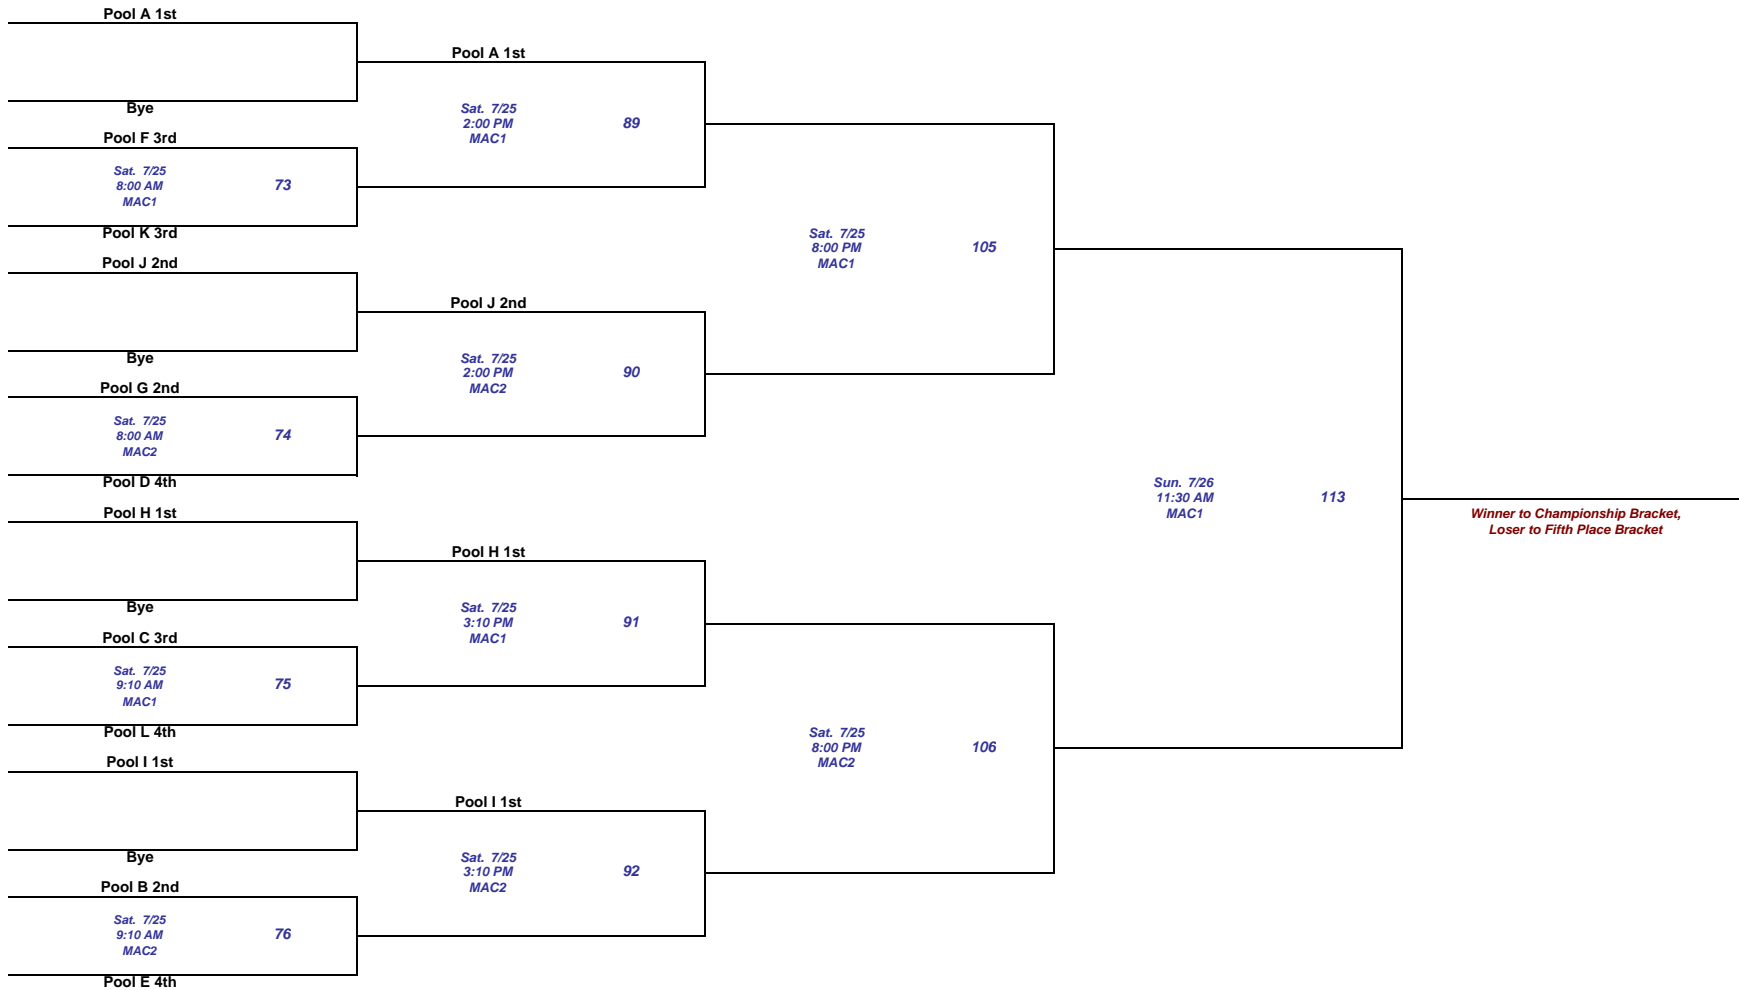 Pool A 1st
Pool A 1st
Bye
Sat. 7/25
2:00 PM
MAC1
89
Pool F 3rd
Sat. 7/25
8:00 AM
MAC1
73
Pool K 3rd
Sat. 7/25
8:00 PM
MAC1
105
Pool J 2nd
Pool J 2nd
Bye
Sat. 7/25
2:00 PM
MAC2
90
Pool G 2nd
Sat. 7/25
8:00 AM
MAC2
74
Pool D 4th
Sun. 7/26
11:30 AM
MAC1
113
Winner to Championship Bracket,
Loser to Fifth Place Bracket
Pool H 1st
Pool H 1st
Bye
Sat. 7/25
3:10 PM
MAC1
91
Pool C 3rd
Sat. 7/25
9:10 AM
MAC1
75
Pool L 4th
Sat. 7/25
8:00 PM
MAC2
106
Pool I 1st
Pool I 1st
Bye
Sat. 7/25
3:10 PM
MAC2
92
Pool B 2nd
Sat. 7/25
9:10 AM
MAC2
76
Pool E 4th